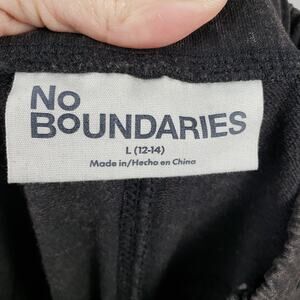 No
BOUNDARIES
L (12-14)
Made in/Hecho en China